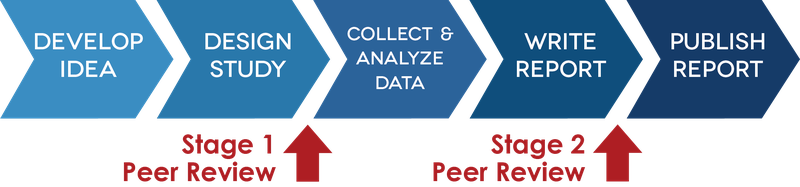 DEVELOP
IDEA
DESIGN
STUDY
COLLECT &
ANALYZE
DATA
WRITE
REPORT
PUBLISH
REPORT
Stage 1
Peer Review
Stage 2
Peer Review